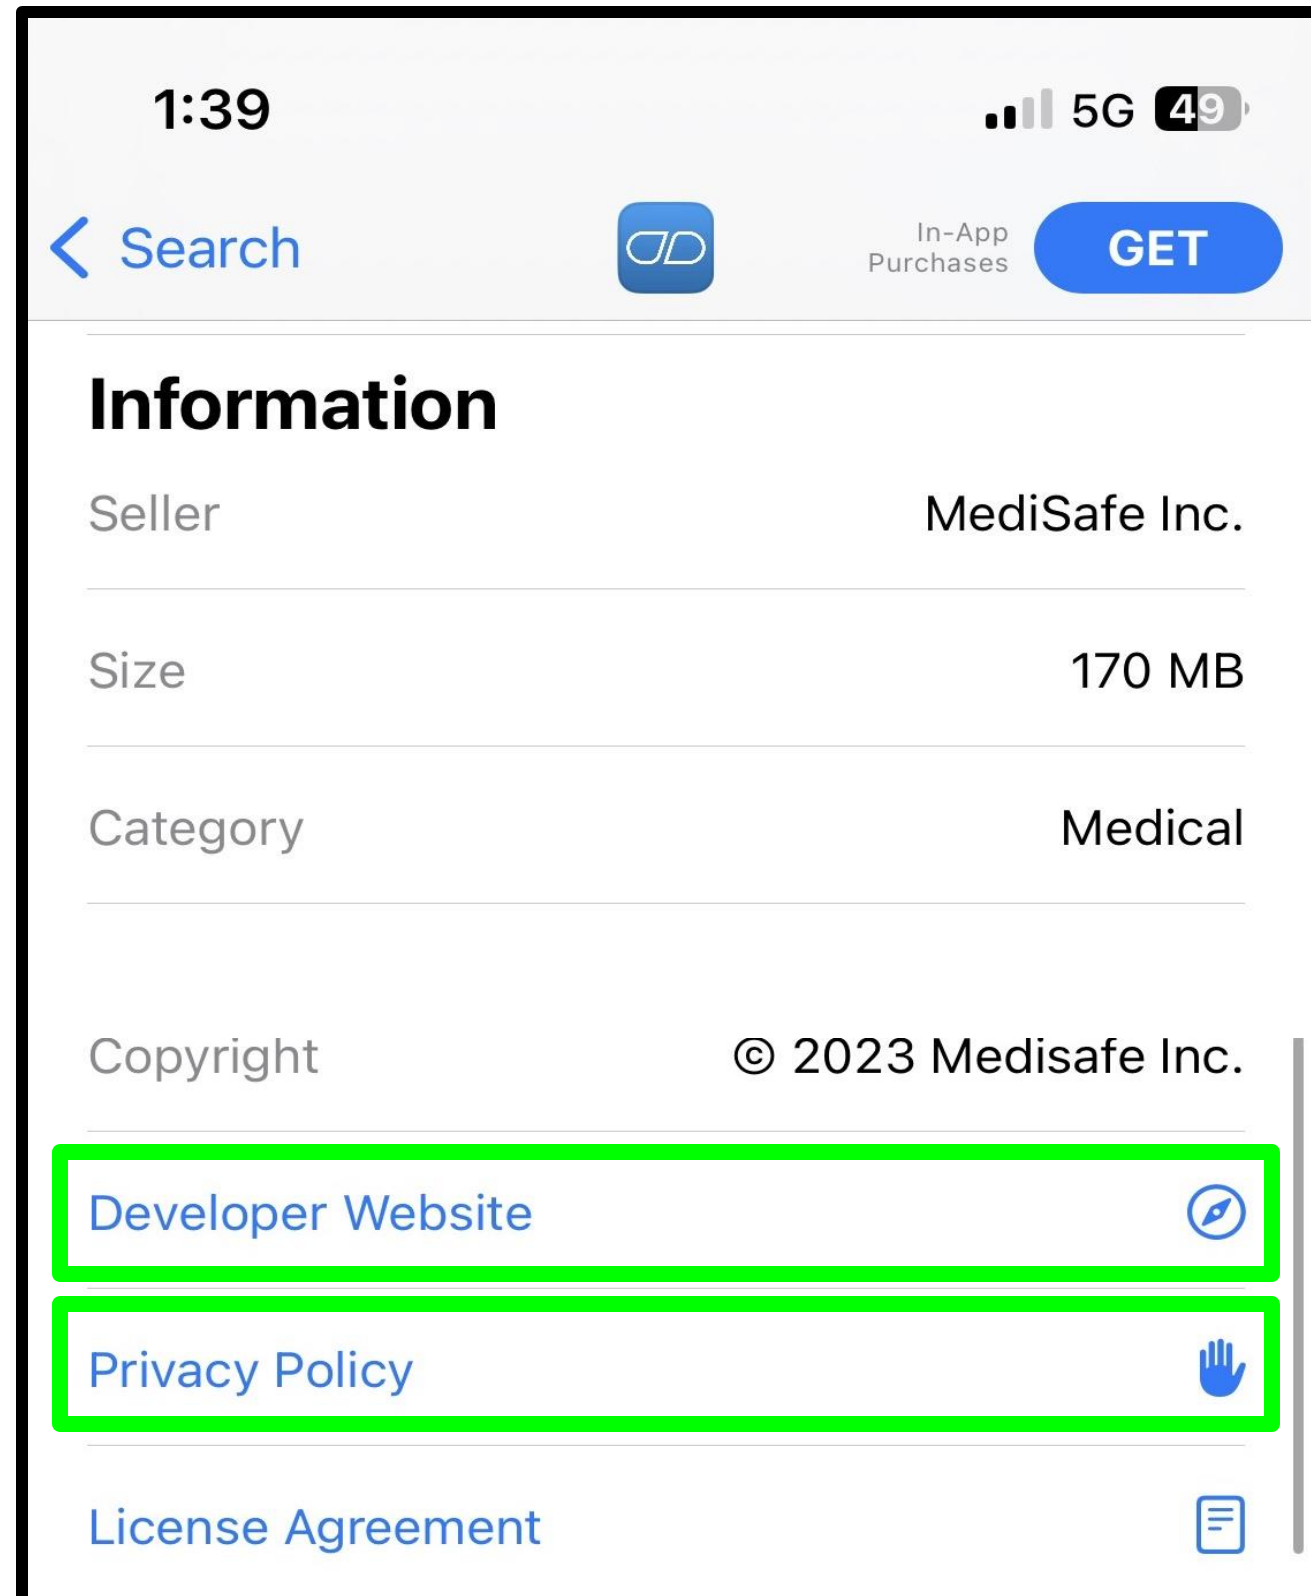 1:39
5G 49
Search
In-App
Purchases
GET
Information
Seller
MediSafe Inc.
Size
170 MB
Category
Medical
Copyright
© 2023 Medisafe Inc.
Developer Website
Privacy Policy
License Agreement